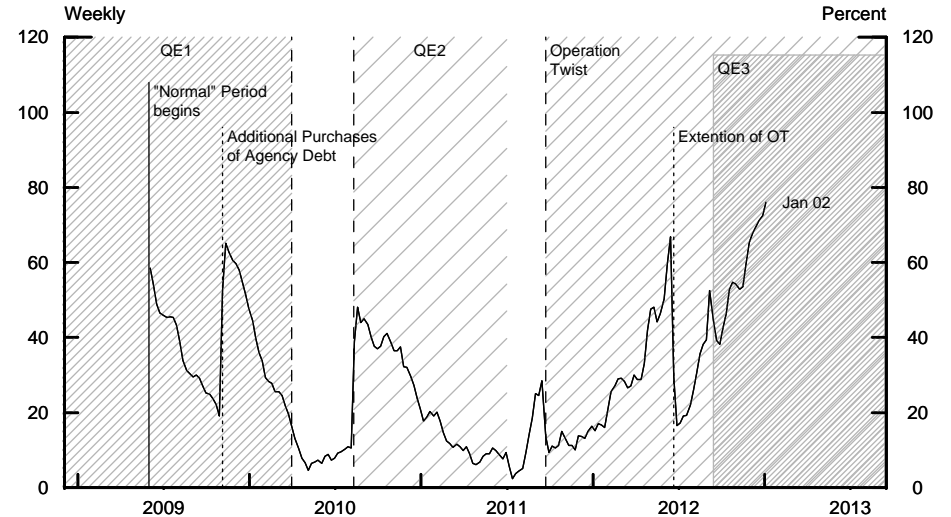 Weekly
Percent
120
100
80
60
40
20
0
QE1
QE2
Operation
Twist
QE3
"Normal" Period
begins
Additional Purchases
of Agency Debt
Extention of OT
Jan 02
120
100
80
60
40
20
0
2009
2010
2011
2012
2013